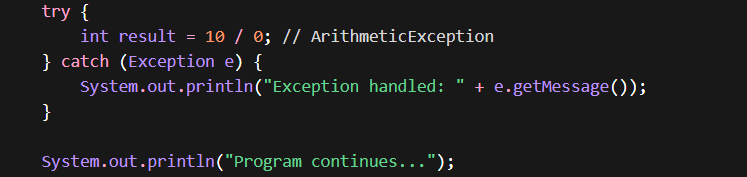 try {
    int result = 10 / 0; // ArithmeticException
} catch (Exception e) {
    System.out.println("Exception handled: " + e.getMessage());
}
System.out.println("Program continues...");